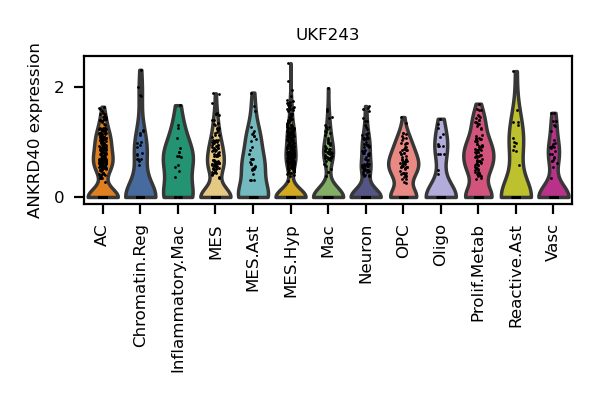 UKF243
ANKRD40 expression
2
0
AC
Chromatin.Reg
Inflammatory.Mac
MES
MES.Ast
MES.Hyp
Mac
Neuron
OPC
Oligo
Prolif.Metab
Reactive.Ast
Vasc